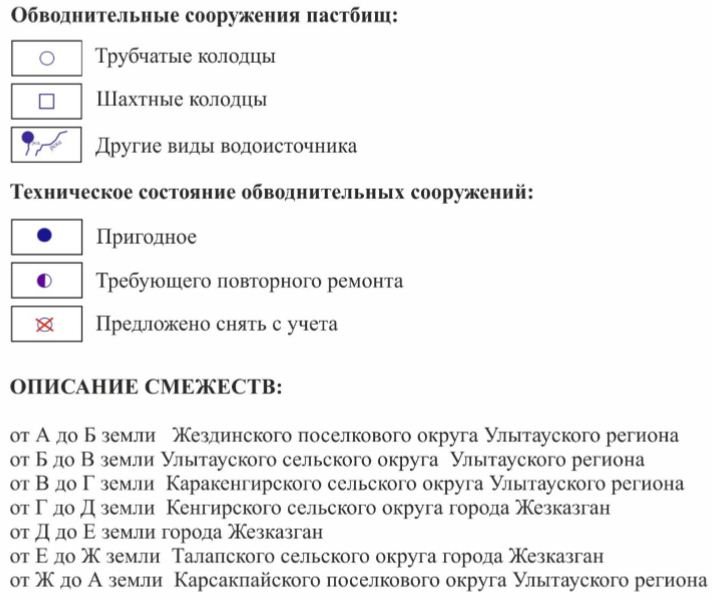 Обводнительные сооружения пастбищ:
Трубчатые колодцы
Шахтные колодцы
Другие виды водоисточника
Техническое состояние обводнительных сооружений:
Пригодное
Требующего повторного ремонта
Предложено снять с учета
ОПИСАНИЕ СМЕЖЕСТВ:
от А до Б земли Жездинского поселкового округа Улытауского региона
от Б до В земли Улытауского сельского округа Улытауского региона
от В до Г земли Каракенгирского сельского округа Улытауского региона
от Г до Д земли Кенгирского сельского округа города Жезказган
от Д до Е земли города Жезказган
от Е до Ж земли Талапского сельского округа города Жезказган
от Ж до А земли Карсакпайского поселкового округа Улытауского региона